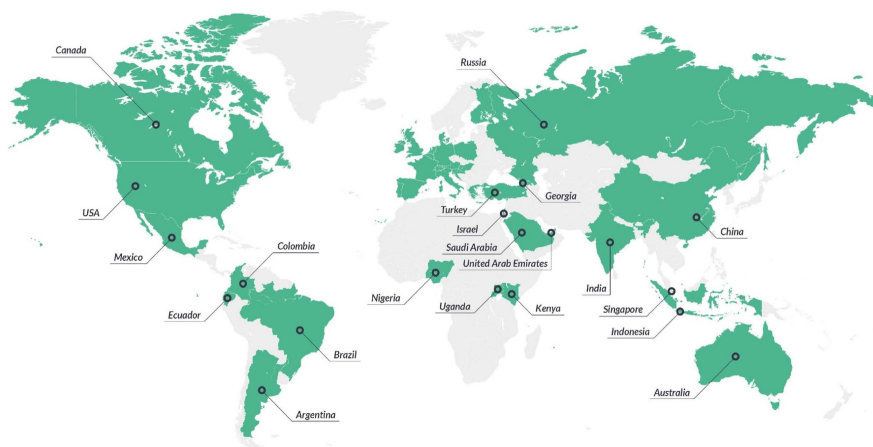 Canada
Russia
USA
Turkey
Georgia
Israel
Mexico
Colombia
Saudi Arabia
United Arab Emirates
China
Ecuador
Nigeria
Uganda
Kenya
India
Singapore
Indonesia
Brazil
Australia
Argentina